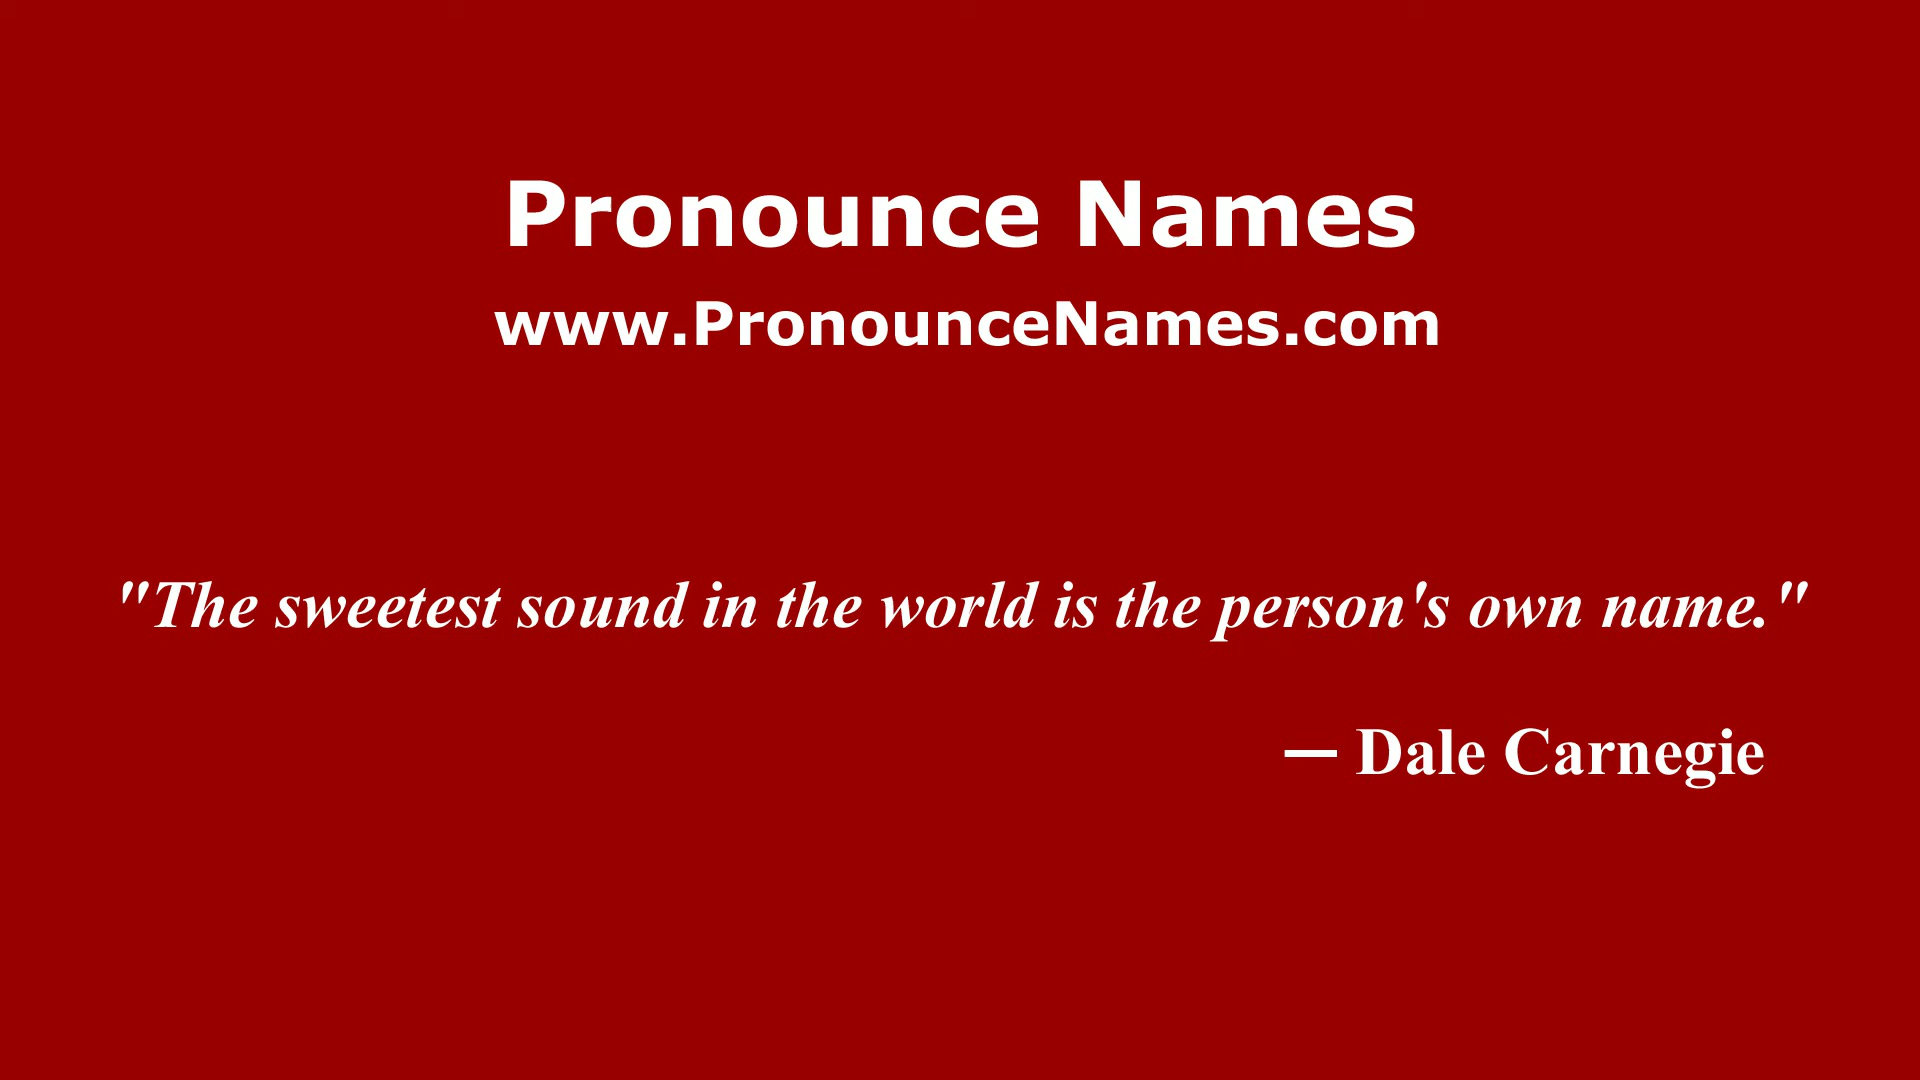 Pronounce Names
www.PronounceNames.com
"The sweetest sound in the world is the person's own name."
— Dale Carnegie